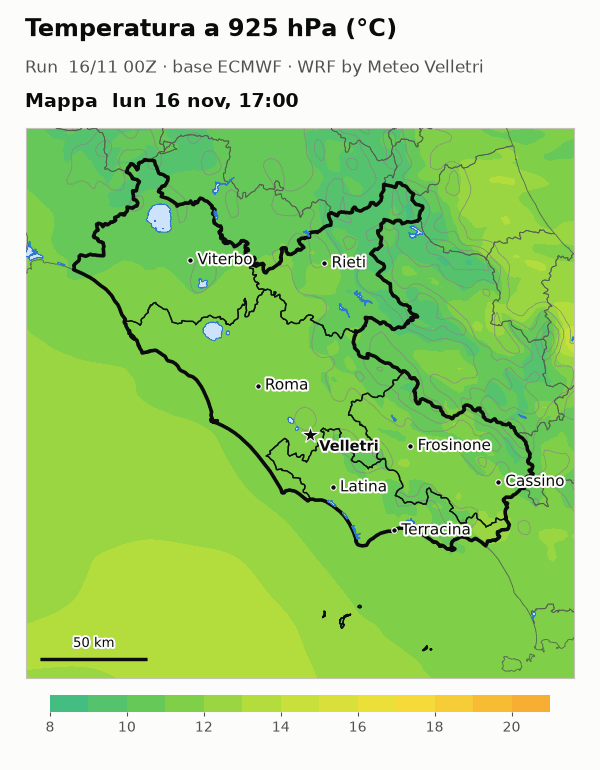 Temperatura a 925 hPa (°C)
Run  16/11 00Z · base ECMWF · WRF by Meteo Velletri
Mappa  lun 16 nov, 17:00
Viterbo
Rieti
Roma
Velletri
Frosinone
Latina
Cassino
Terracina
50 km
8 10 12 14 16 18 20